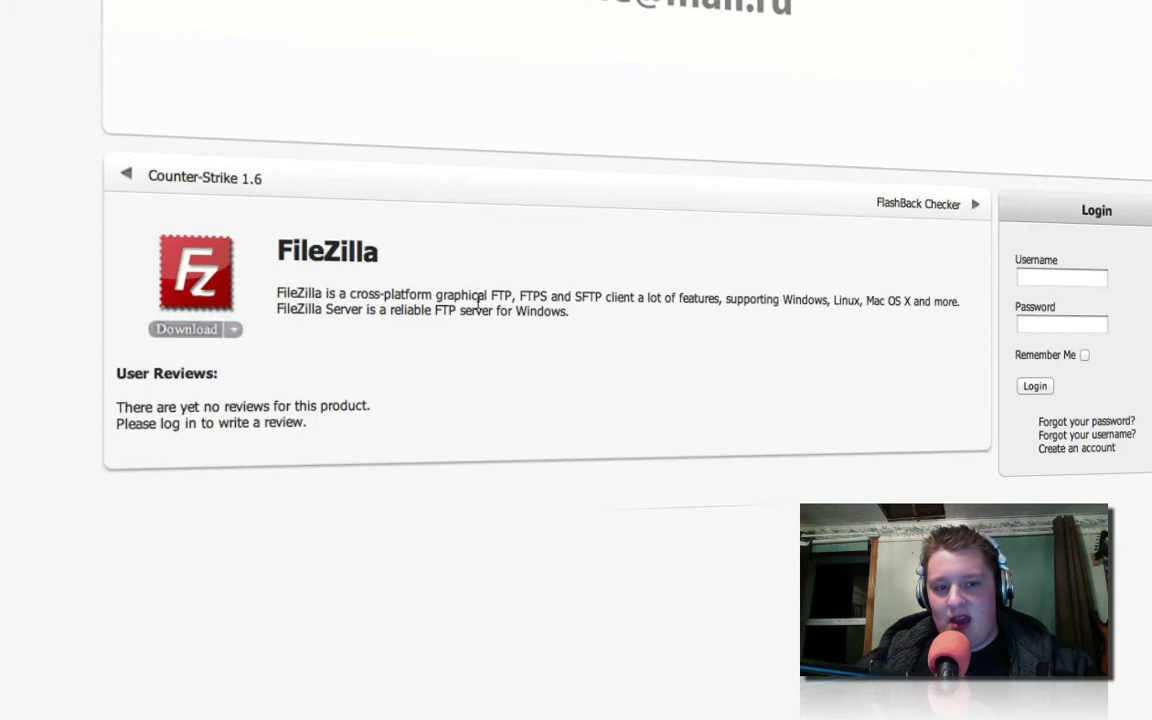 @mail.ru
Counter-Strike 1.6
FlashBack Checker
Login
FZ
FileZilla
Download
FileZilla is a cross-platform graphical FTP, FTPS and SFTP client a lot of features, supporting Windows, Linux, Mac OS X and more.
FileZilla Server is a reliable FTP server for Windows.
User Reviews:
There are yet no reviews for this product.
Please log in to write a review.
Username
Password
Remember Me
Login
Forgot your password?
Forgot your username?
Create an account